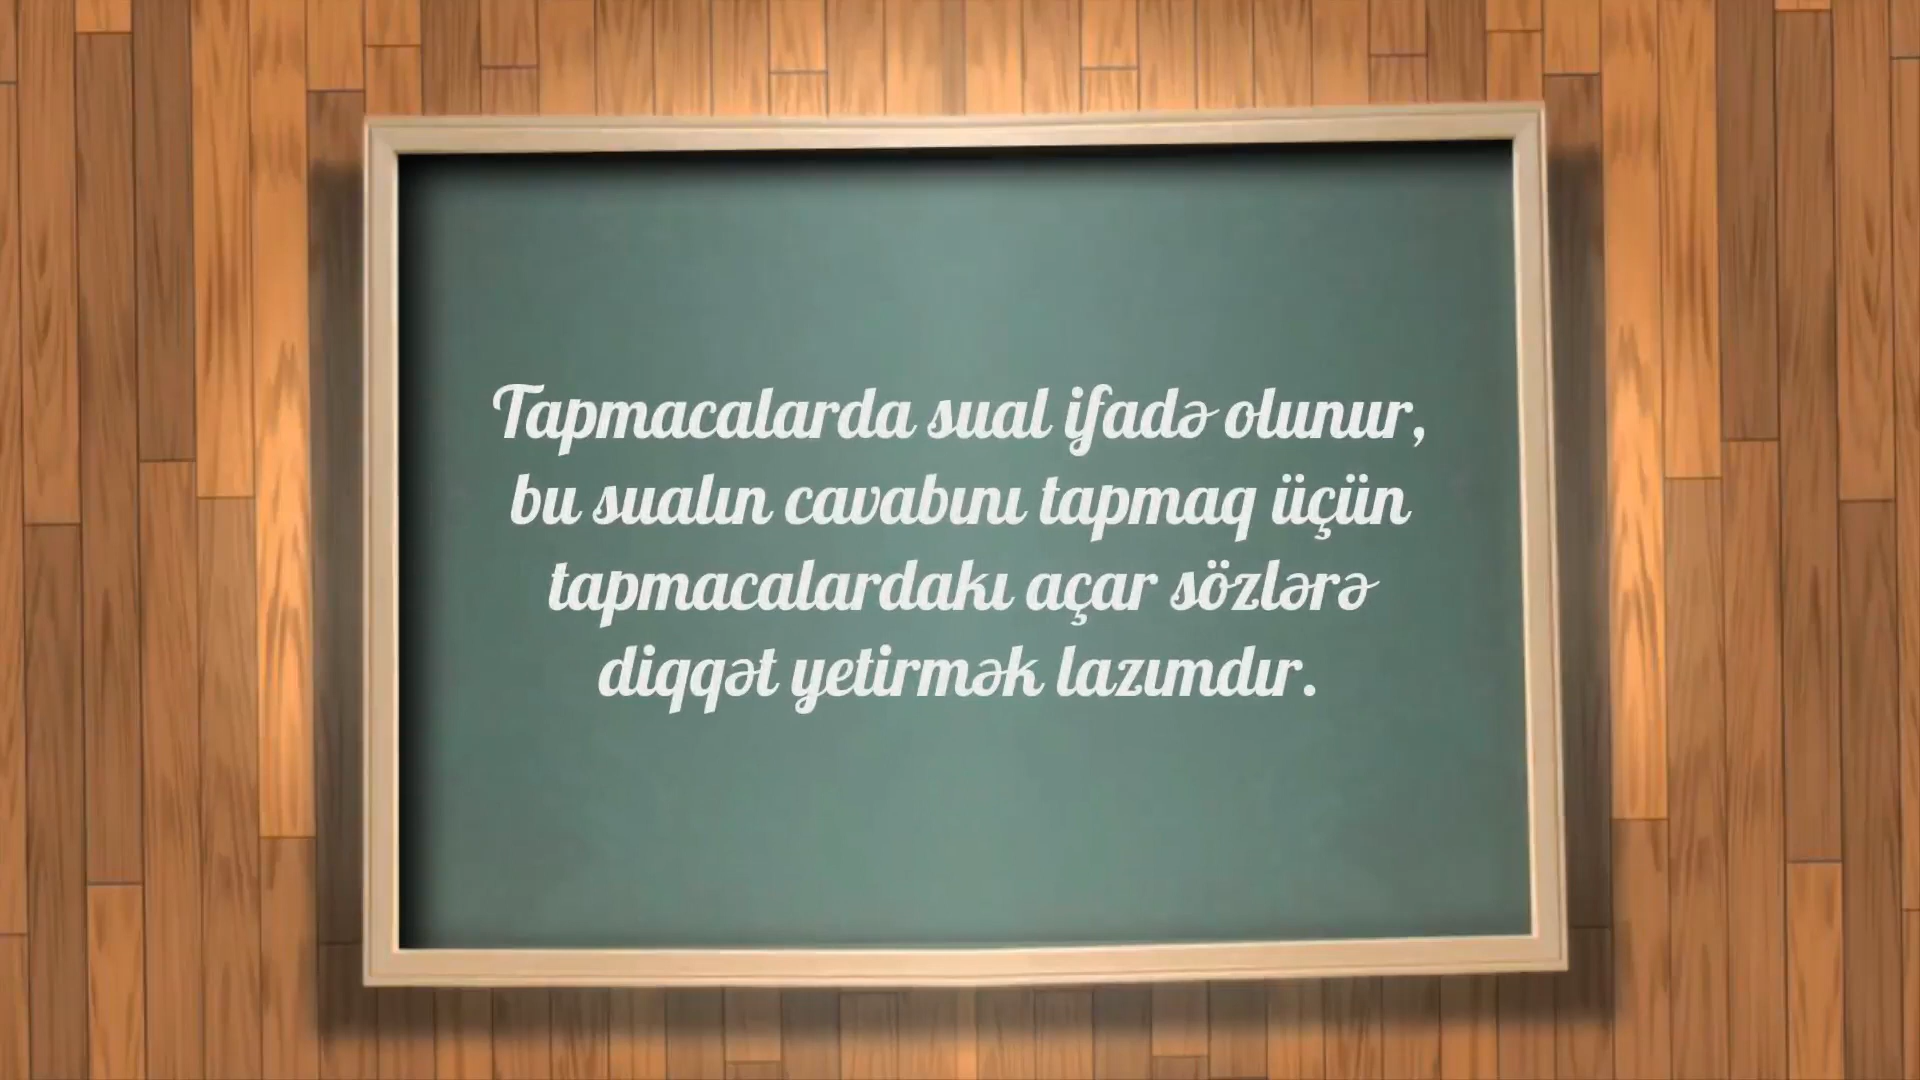 Tapmacalarda sual ifadə olunur,
bu sualın cavabını tapmaq üçün
tapmacalardakı açar sözlərə
diqqət yetirmək lazımdır.